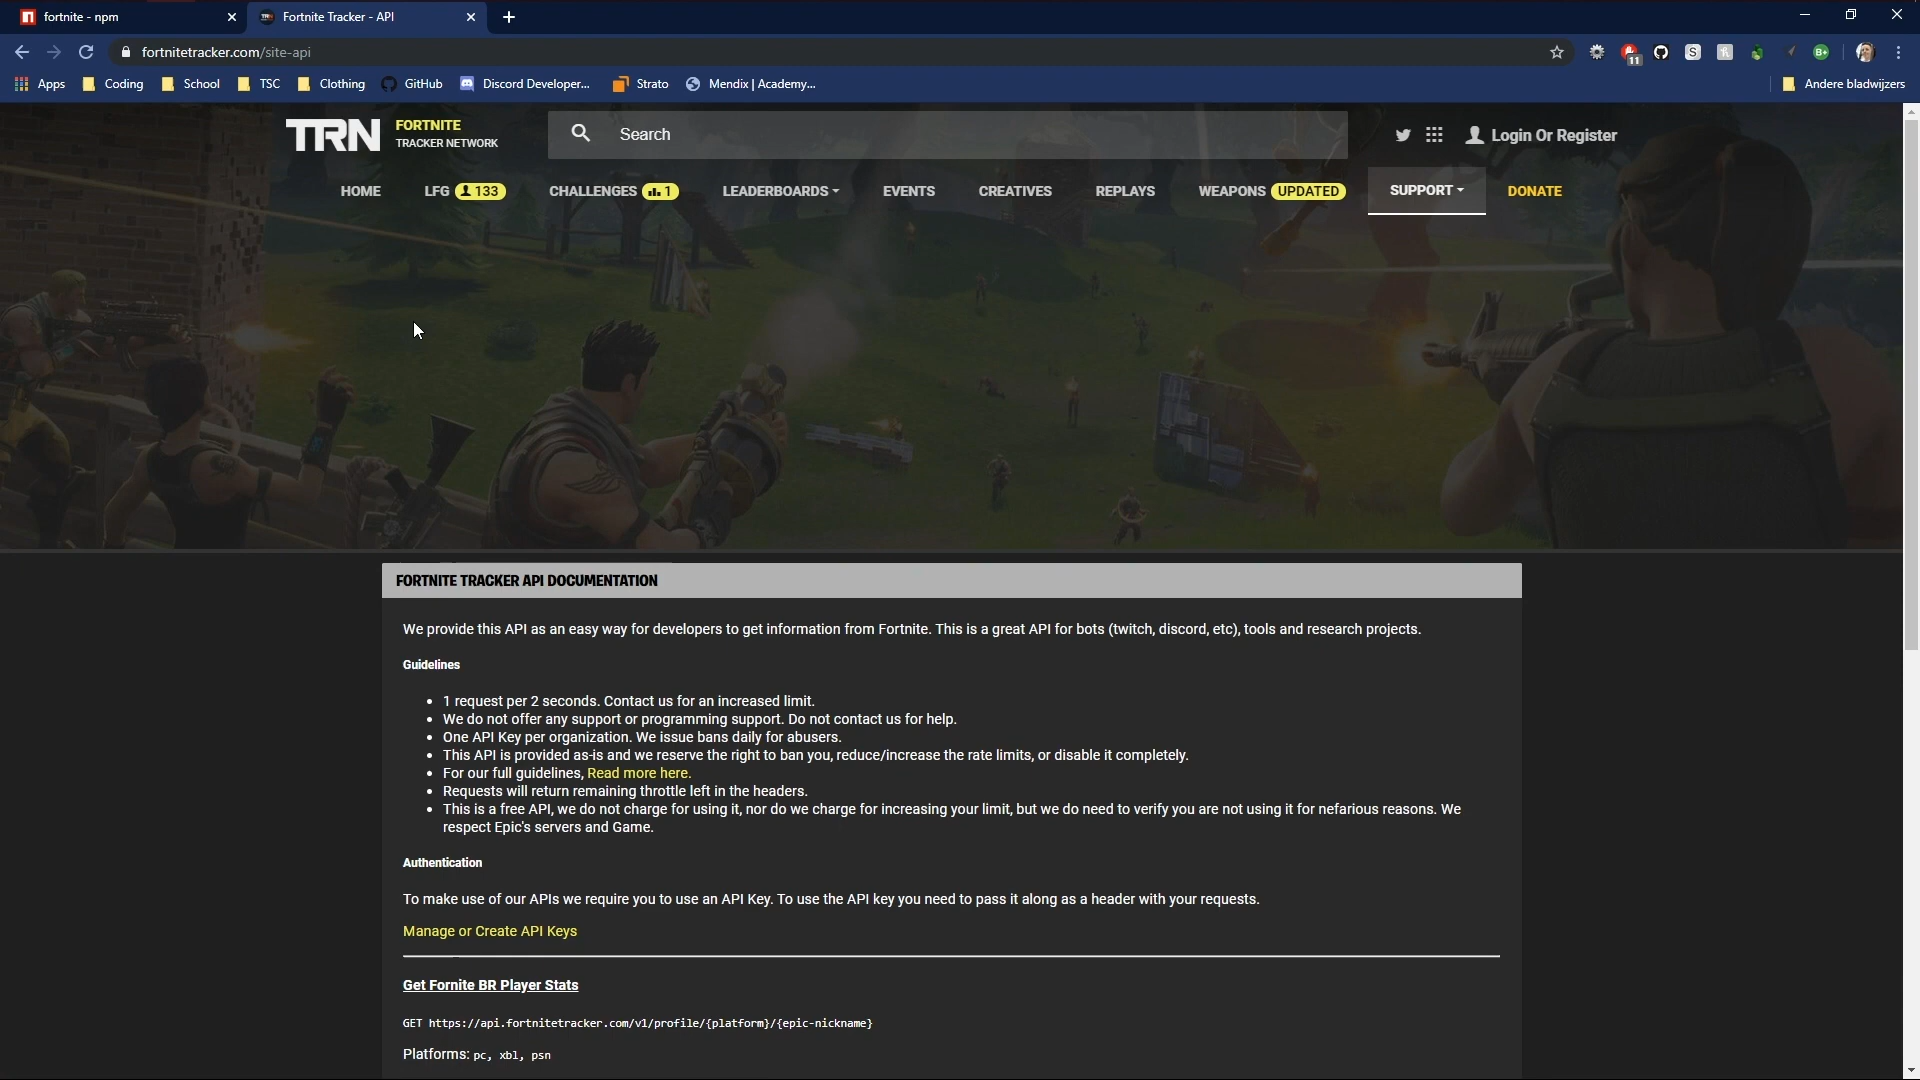 fortnite - npm
Fortnite Tracker - API
fortnitetracker.com/site-api
11
S
B+
Apps
Coding
School
TSC
Clothing
GitHub
Discord Developer...
Strato
Mendix | Academy...
Andere bladwijzers
TRN
FORTNITE
TRACKER NETWORK
Search
Login Or Register
HOME
LFG 133
CHALLENGES 1
LEADERBOARDS
EVENTS
CREATIVES
REPLAYS
WEAPONS UPDATED
SUPPORT
DONATE
FORTNITE TRACKER API DOCUMENTATION
We provide this API as an easy way for developers to get information from Fortnite. This is a great API for bots (twitch, discord, etc), tools and research projects.
Guidelines
• 1 request per 2 seconds. Contact us for an increased limit.
• We do not offer any support or programming support. Do not contact us for help.
• One API Key per organization. We issue bans daily for abusers.
• This API is provided as-is and we reserve the right to ban you, reduce/increase the rate limits, or disable it completely.
• For our full guidelines, Read more here.
• Requests will return remaining throttle left in the headers.
• This is a free API, we do not charge for using it, nor do we charge for increasing your limit, but we do need to verify you are not using it for nefarious reasons. We
respect Epic's servers and Game.
Authentication
To make use of our APIs we require you to use an API Key. To use the API key you need to pass it along as a header with your requests.
Manage or Create API Keys
Get Fornite BR Player Stats
GET https://api.fortnitetracker.com/v1/profile/{platform}/{epic-nickname}
Platforms: pc, xbl, psn